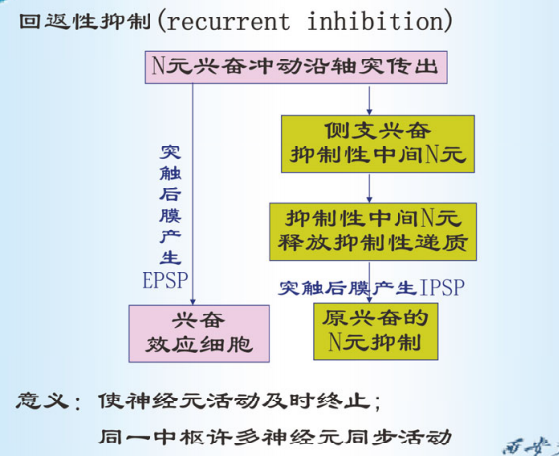 回返性抑制(recurrent inhibition)
N元兴奋冲动沿轴突传出
侧支兴奋
抑制性中间N元
突触后膜产生
EPSP
抑制性中间N元
释放抑制性递质
突触后膜产生IPSP
兴奋
效应细胞
原兴奋的
N元抑制
意义：使神经元活动及时终止；
同一中枢许多神经元同步活动
西安